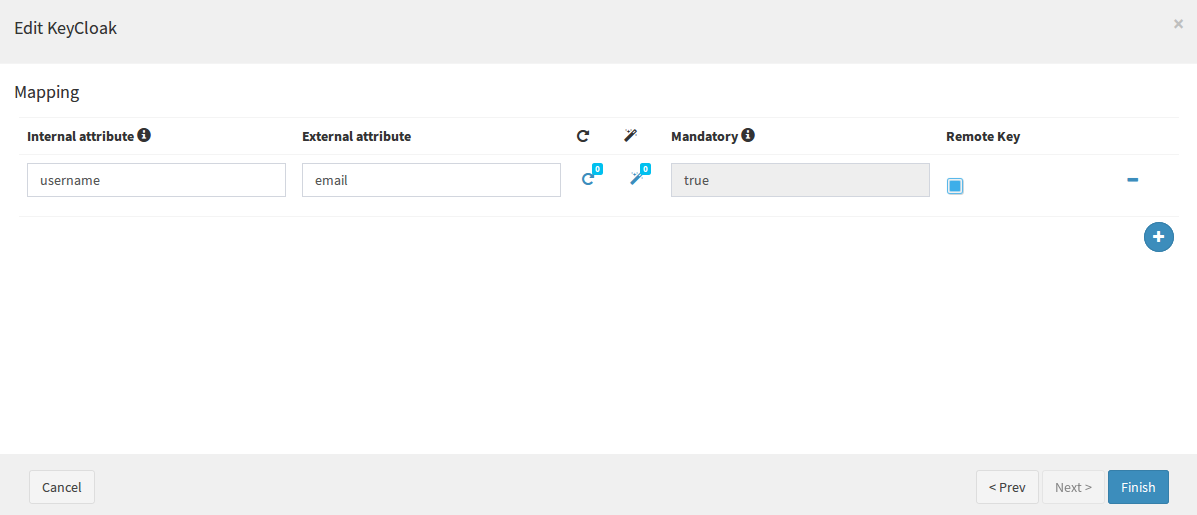 Edit KeyCloak ×
Mapping
Internal attribute External attribute Mandatory Remote Key
username email 0 0 true
Cancel < Prev Next > Finish